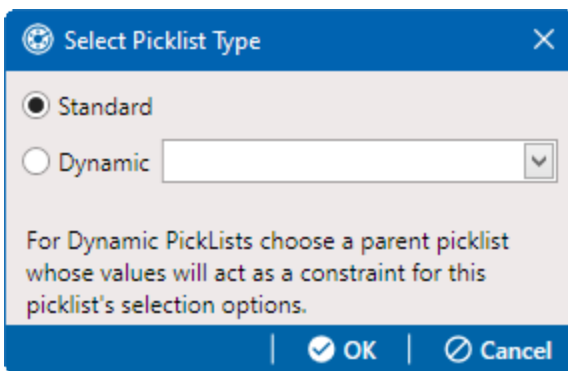 Select Picklist Type
Standard
Dynamic
For Dynamic PickLists choose a parent picklist
whose values will act as a constraint for this
picklist's selection options.
OK Cancel